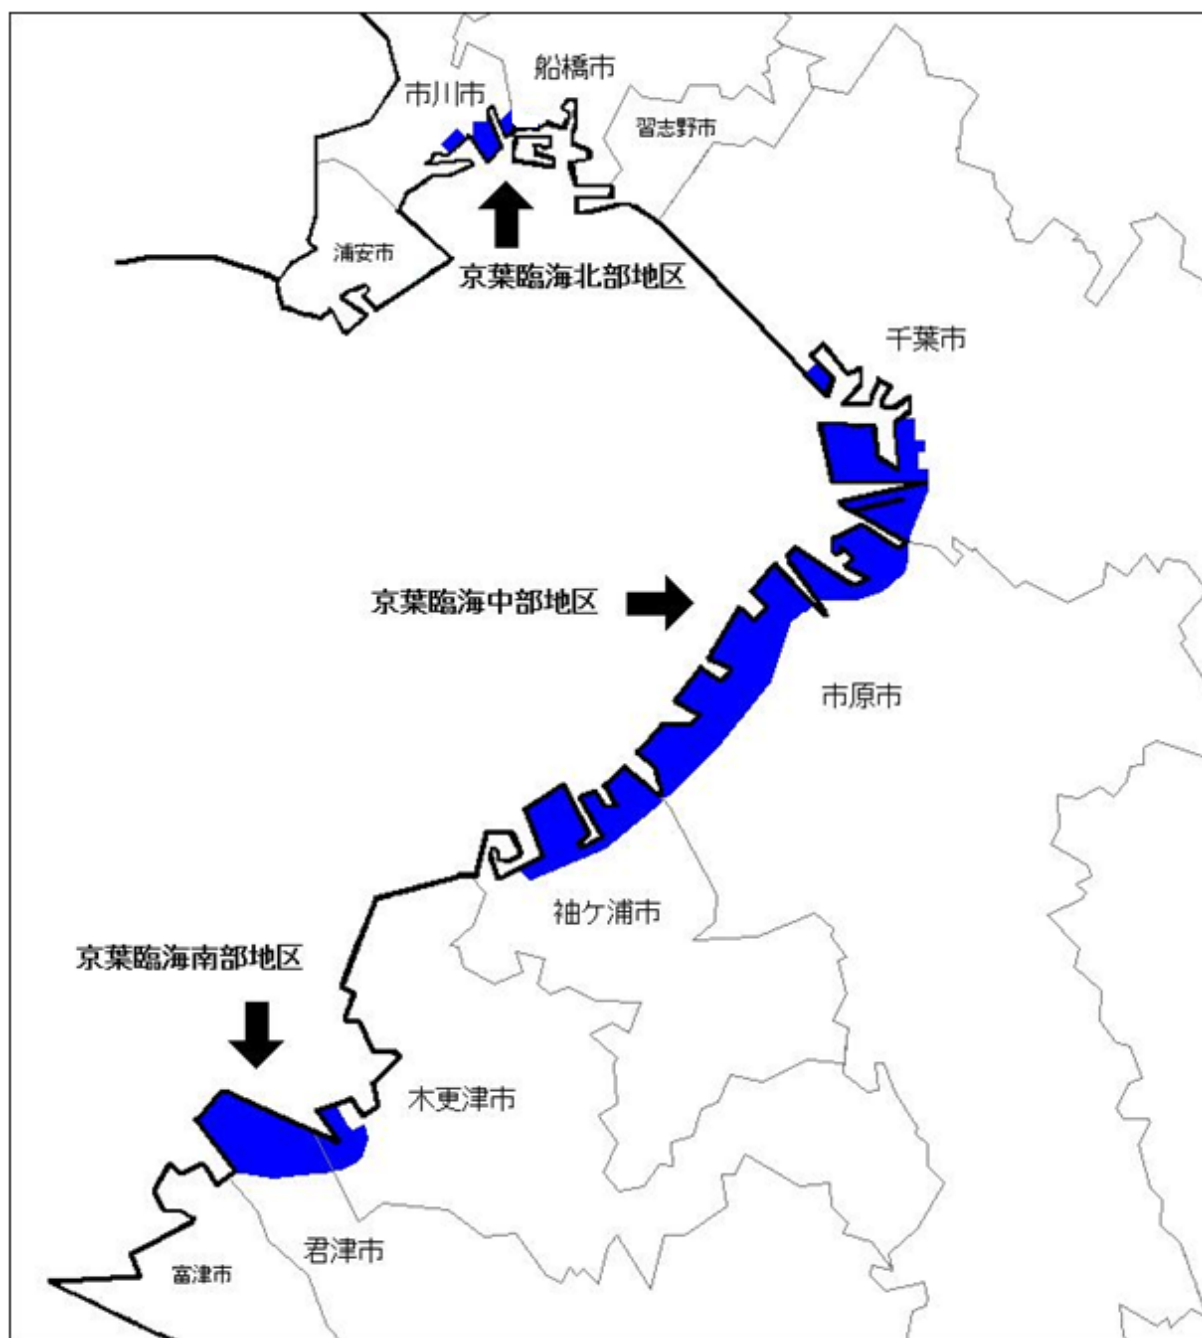 船橋市
市川市
習志野市
浦安市
京葉臨海北部地区
千葉市
京葉臨海中部地区
市原市
袖ケ浦市
京葉臨海南部地区
木更津市
君津市
富津市